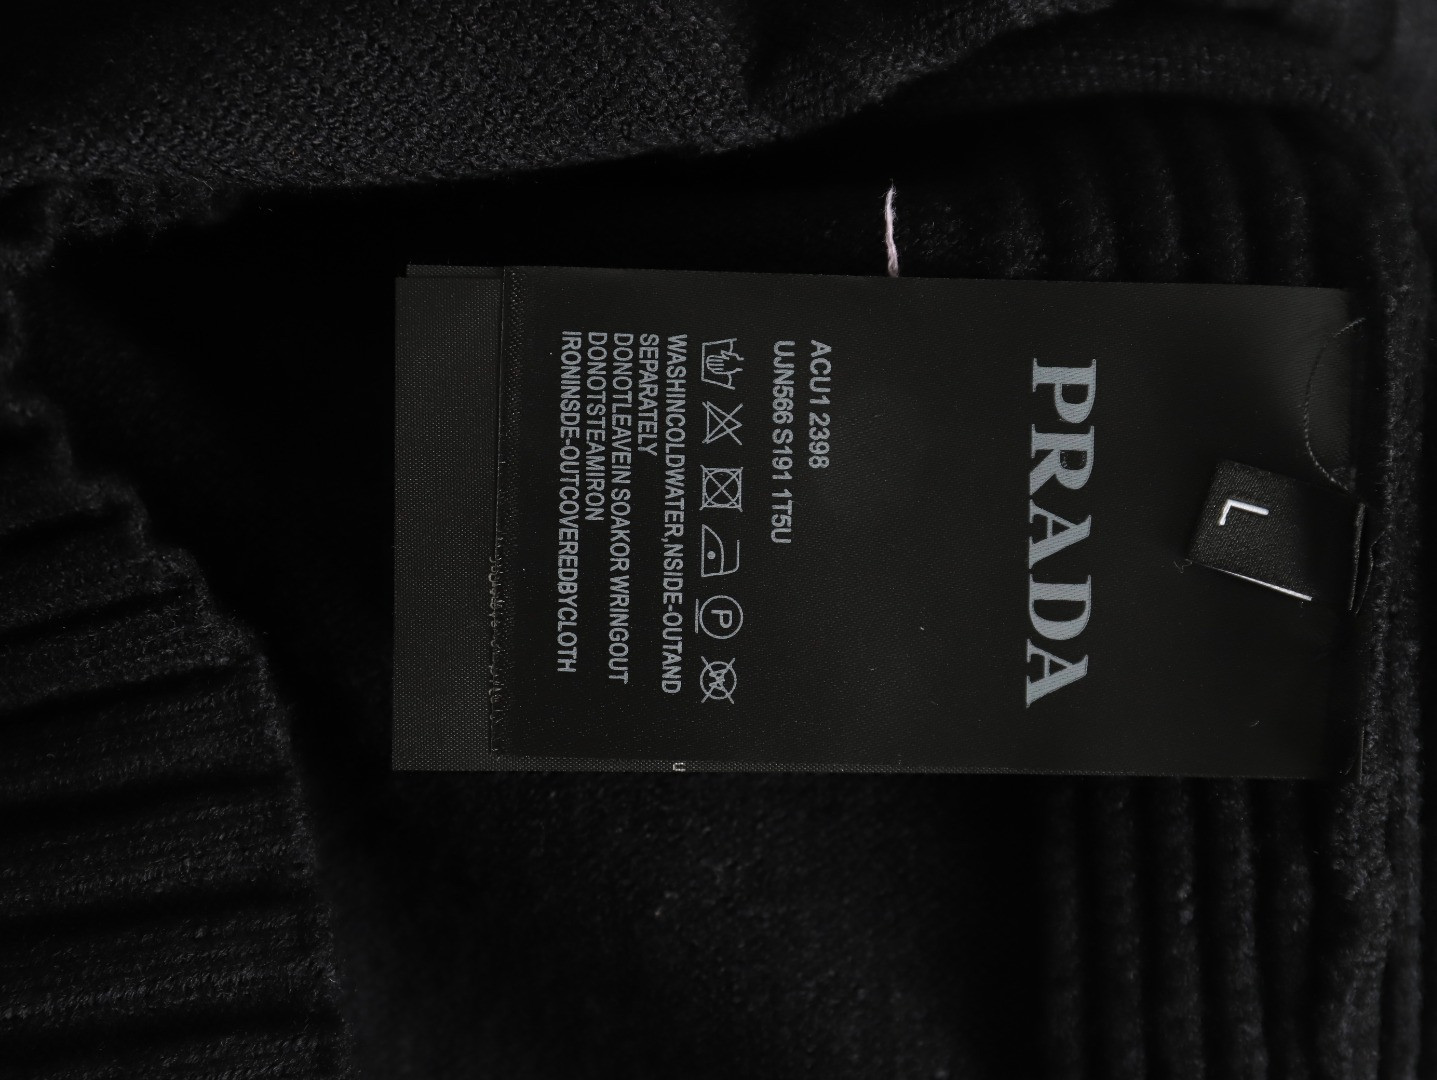 PRADA
L
ACU1 2398
UJN566 S191 1T5U
P
WASHINCOLDWATER,NSIDE-OUTAND
SEPARATELY
DONOTLEAVEIN SOAKOR WRINGOUT
DONOTSTEAMIRON
IRONINSDE-OUTCOVEREDBYCLOTH
U